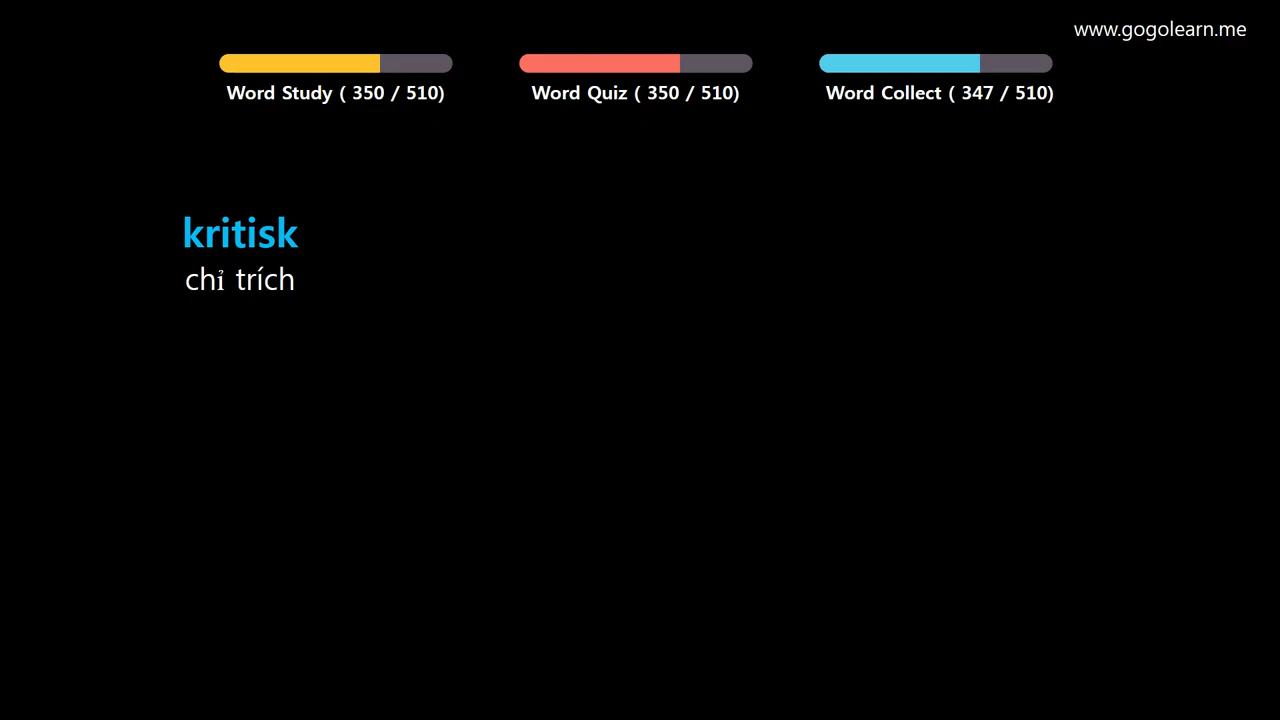 www.gogolearn.me
Word Study ( 350 / 510)
Word Quiz ( 350 / 510)
Word Collect ( 347 / 510)
kritisk
chỉ trích